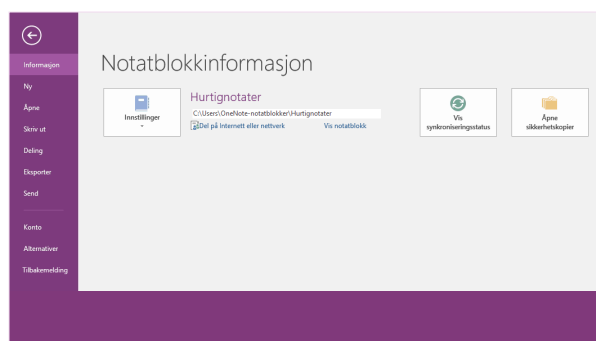 Informasjon
Ny
Åpne
Skriv ut
Deling
Eksporter
Send
Konto
Alternativer
Tilbakemelding
Notatblokkinformasjon
Innstillinger
Hurtignotater
C:\Users\OneNote-notatblokker\Hurtignotater
Del på Internett eller nettverk Vis notatblokk
Vis
synkroniseringsstatus
Åpne
sikkerhetskopier